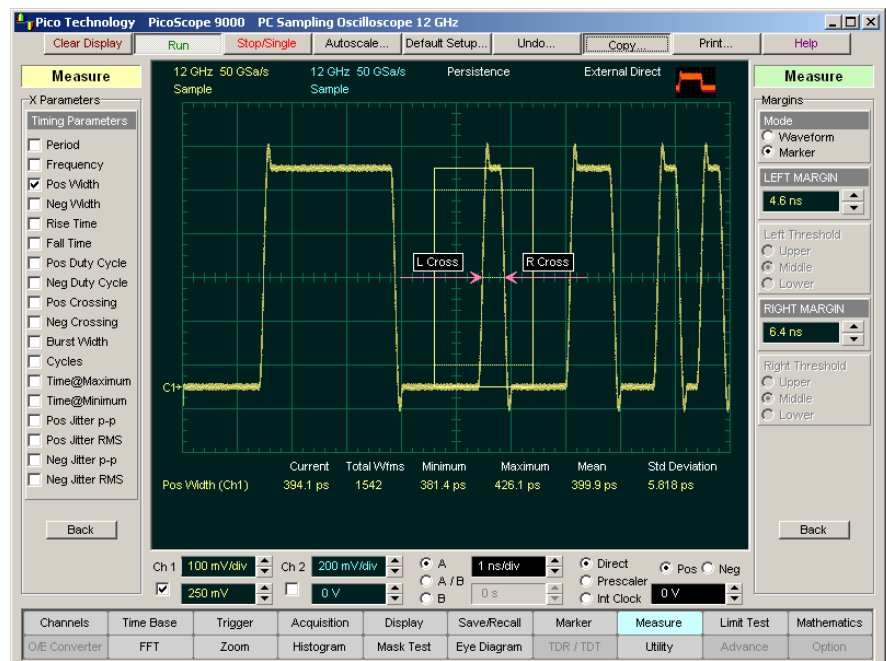 Pico Technology PicoScope 9000 PC Sampling Oscilloscope 12 GHz
Clear Display Run Stop/Single Autoscale... Default Setup... Undo... Copy... Print... Help
Measure
X Parameters
Timing Parameters
Period
Frequency
Pos Width
Neg Width
Rise Time
Fall Time
Pos Duty Cycle
Neg Duty Cycle
Pos Crossing
Neg Crossing
Burst Width
Cycles
Time@Maximum
Time@Minimum
Pos Jitter p-p
Pos Jitter RMS
Neg Jitter p-p
Neg Jitter RMS
Back
12 GHz 50 GSa/s 12 GHz 50 GSa/s Persistence External Direct
Sample Sample
L Cross R Cross
C1
Current Total Wfms Minimum Maximum Mean Std Deviation
Pos Width (Ch1) 394.1 ps 1542 381.4 ps 426.1 ps 399.9 ps 5.818 ps
Measure
Margins
Mode
Waveform
Marker
LEFT MARGIN
4.6 ns
Left Threshold
Upper
Middle
Lower
RIGHT MARGIN
6.4 ns
Right Threshold
Upper
Middle
Lower
Back
Ch 1 100 mV/div Ch 2 200 mV/div A 1 ns/div Direct Pos Neg
A / B Prescaler
250 mV 0 V B 0 s Int Clock 0 V
Channels Time Base Trigger Acquisition Display Save/Recall Marker Measure Limit Test Mathematics
O/E Converter FFT Zoom Histogram Mask Test Eye Diagram TDR / TDT Utility Advance Option